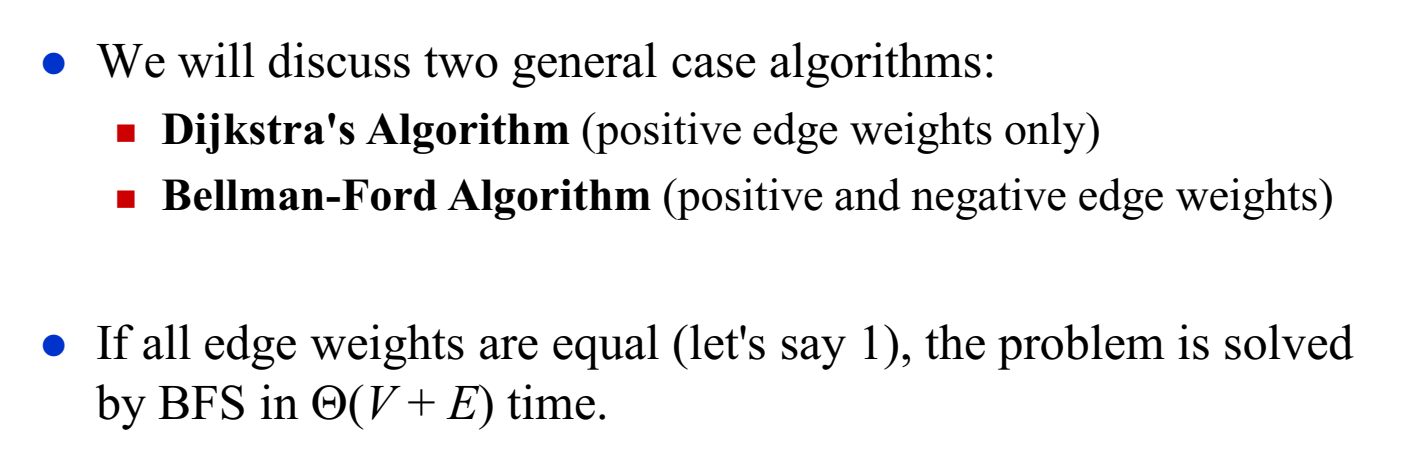 We will discuss two general case algorithms:
Dijkstra's Algorithm (positive edge weights only)
Bellman-Ford Algorithm (positive and negative edge weights)
If all edge weights are equal (let's say 1), the problem is solved
by BFS in Θ(V + E) time.